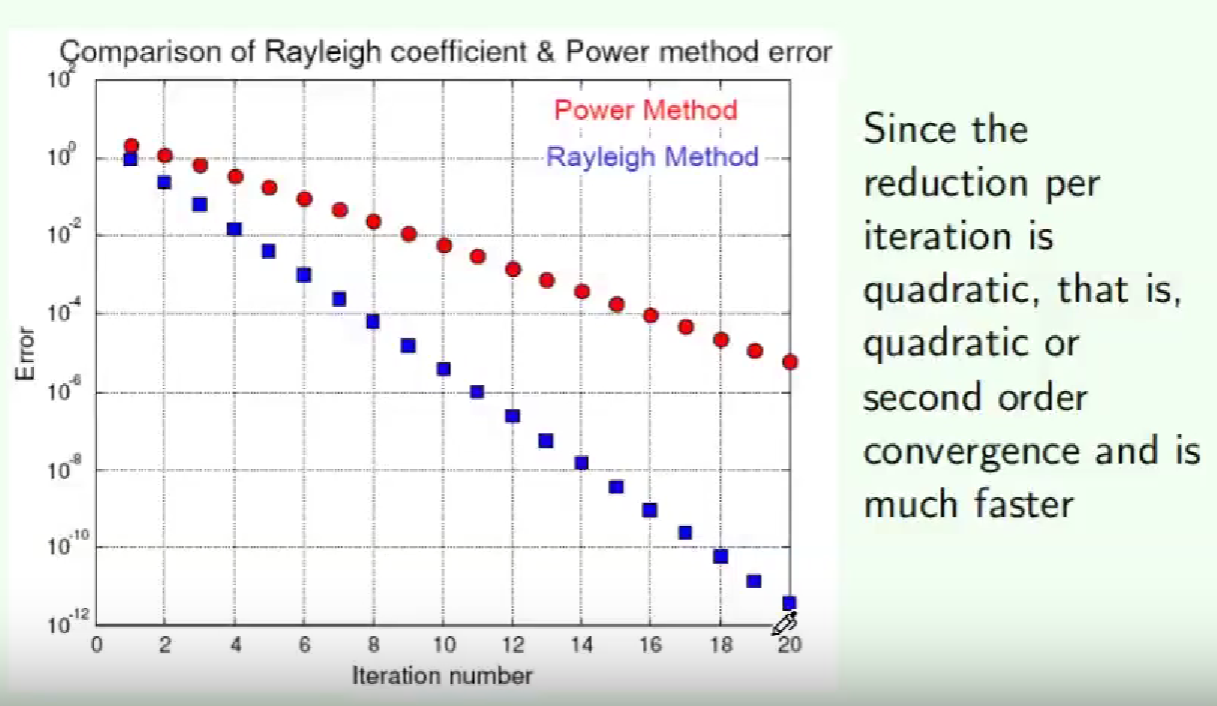 Comparison of Rayleigh coefficient & Power method error
10^2
10^0
10^-2
10^-4
10^-6
10^-8
10^-10
10^-12
Error
Power Method
Rayleigh Method
0 2 4 6 8 10 12 14 16 18 20
Iteration number
Since the
reduction per
iteration is
quadratic, that is,
quadratic or
second order
convergence and is
much faster